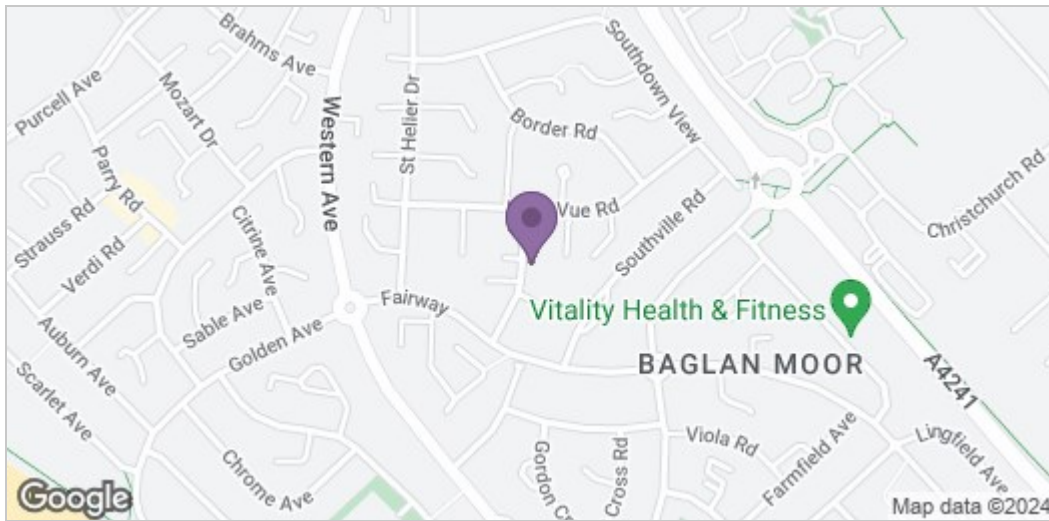 Brahms Ave
Purcell Ave
Mozart Dr
Southdown View
Western Ave
St Helier Dr
Border Rd
Parry Rd
Christchurch Rd
Strauss Rd
Citrine Ave
Vue Rd
Verdi Rd
Southville Rd
Sable Ave
Fairway
Vitality Health & Fitness
Auburn Ave
Golden Ave
BAGLAN MOOR
A4241
Scarlet Ave
Viola Rd
Lingfield Ave
Farmfield Ave
Cross Rd
Gordon C
Chrome Ave
Google
Map data ©2024